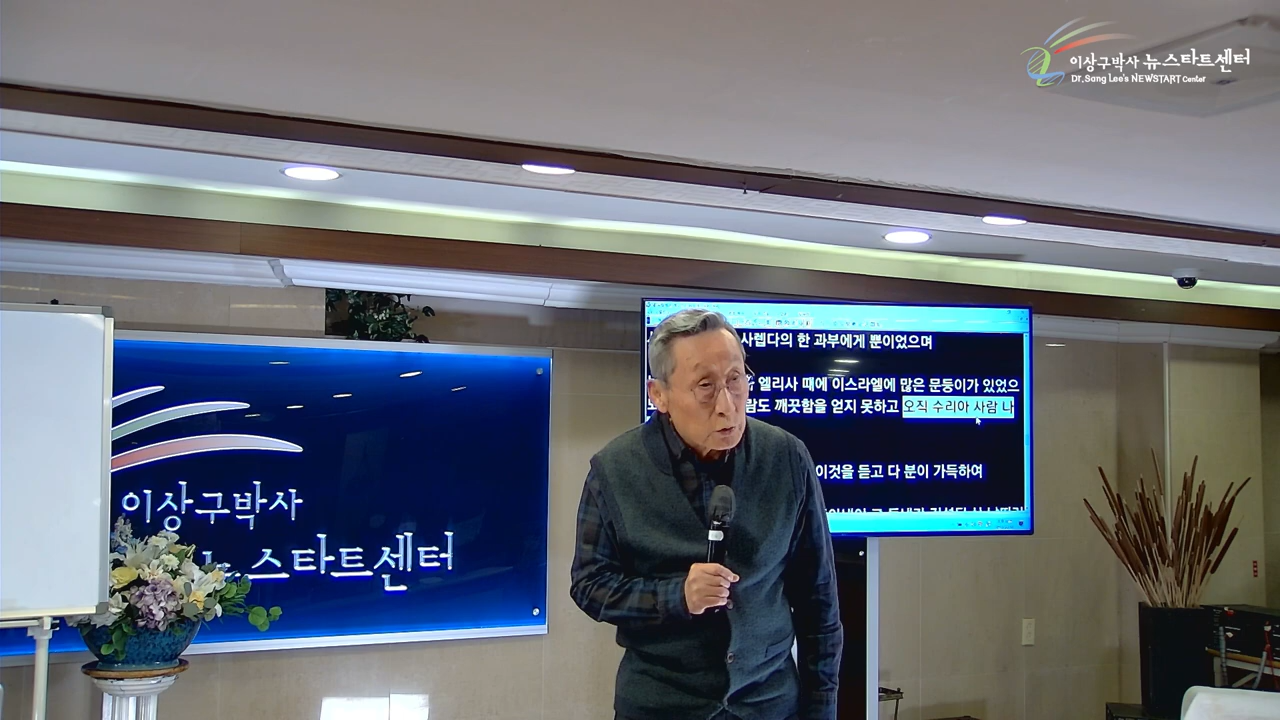 이상구박사 뉴스타트센터
Dr. Sang Lee's NEWSTART Center
사렙다의 한 과부에게 뿐이었으며
엘리사 때에 이스라엘에 많은 문둥이가 있었으
람도 깨끗함을 얻지 못하고 오직 수리아 사람 나
이것을 듣고 다 분이 가득하여
이상구박사
뉴스타트센터